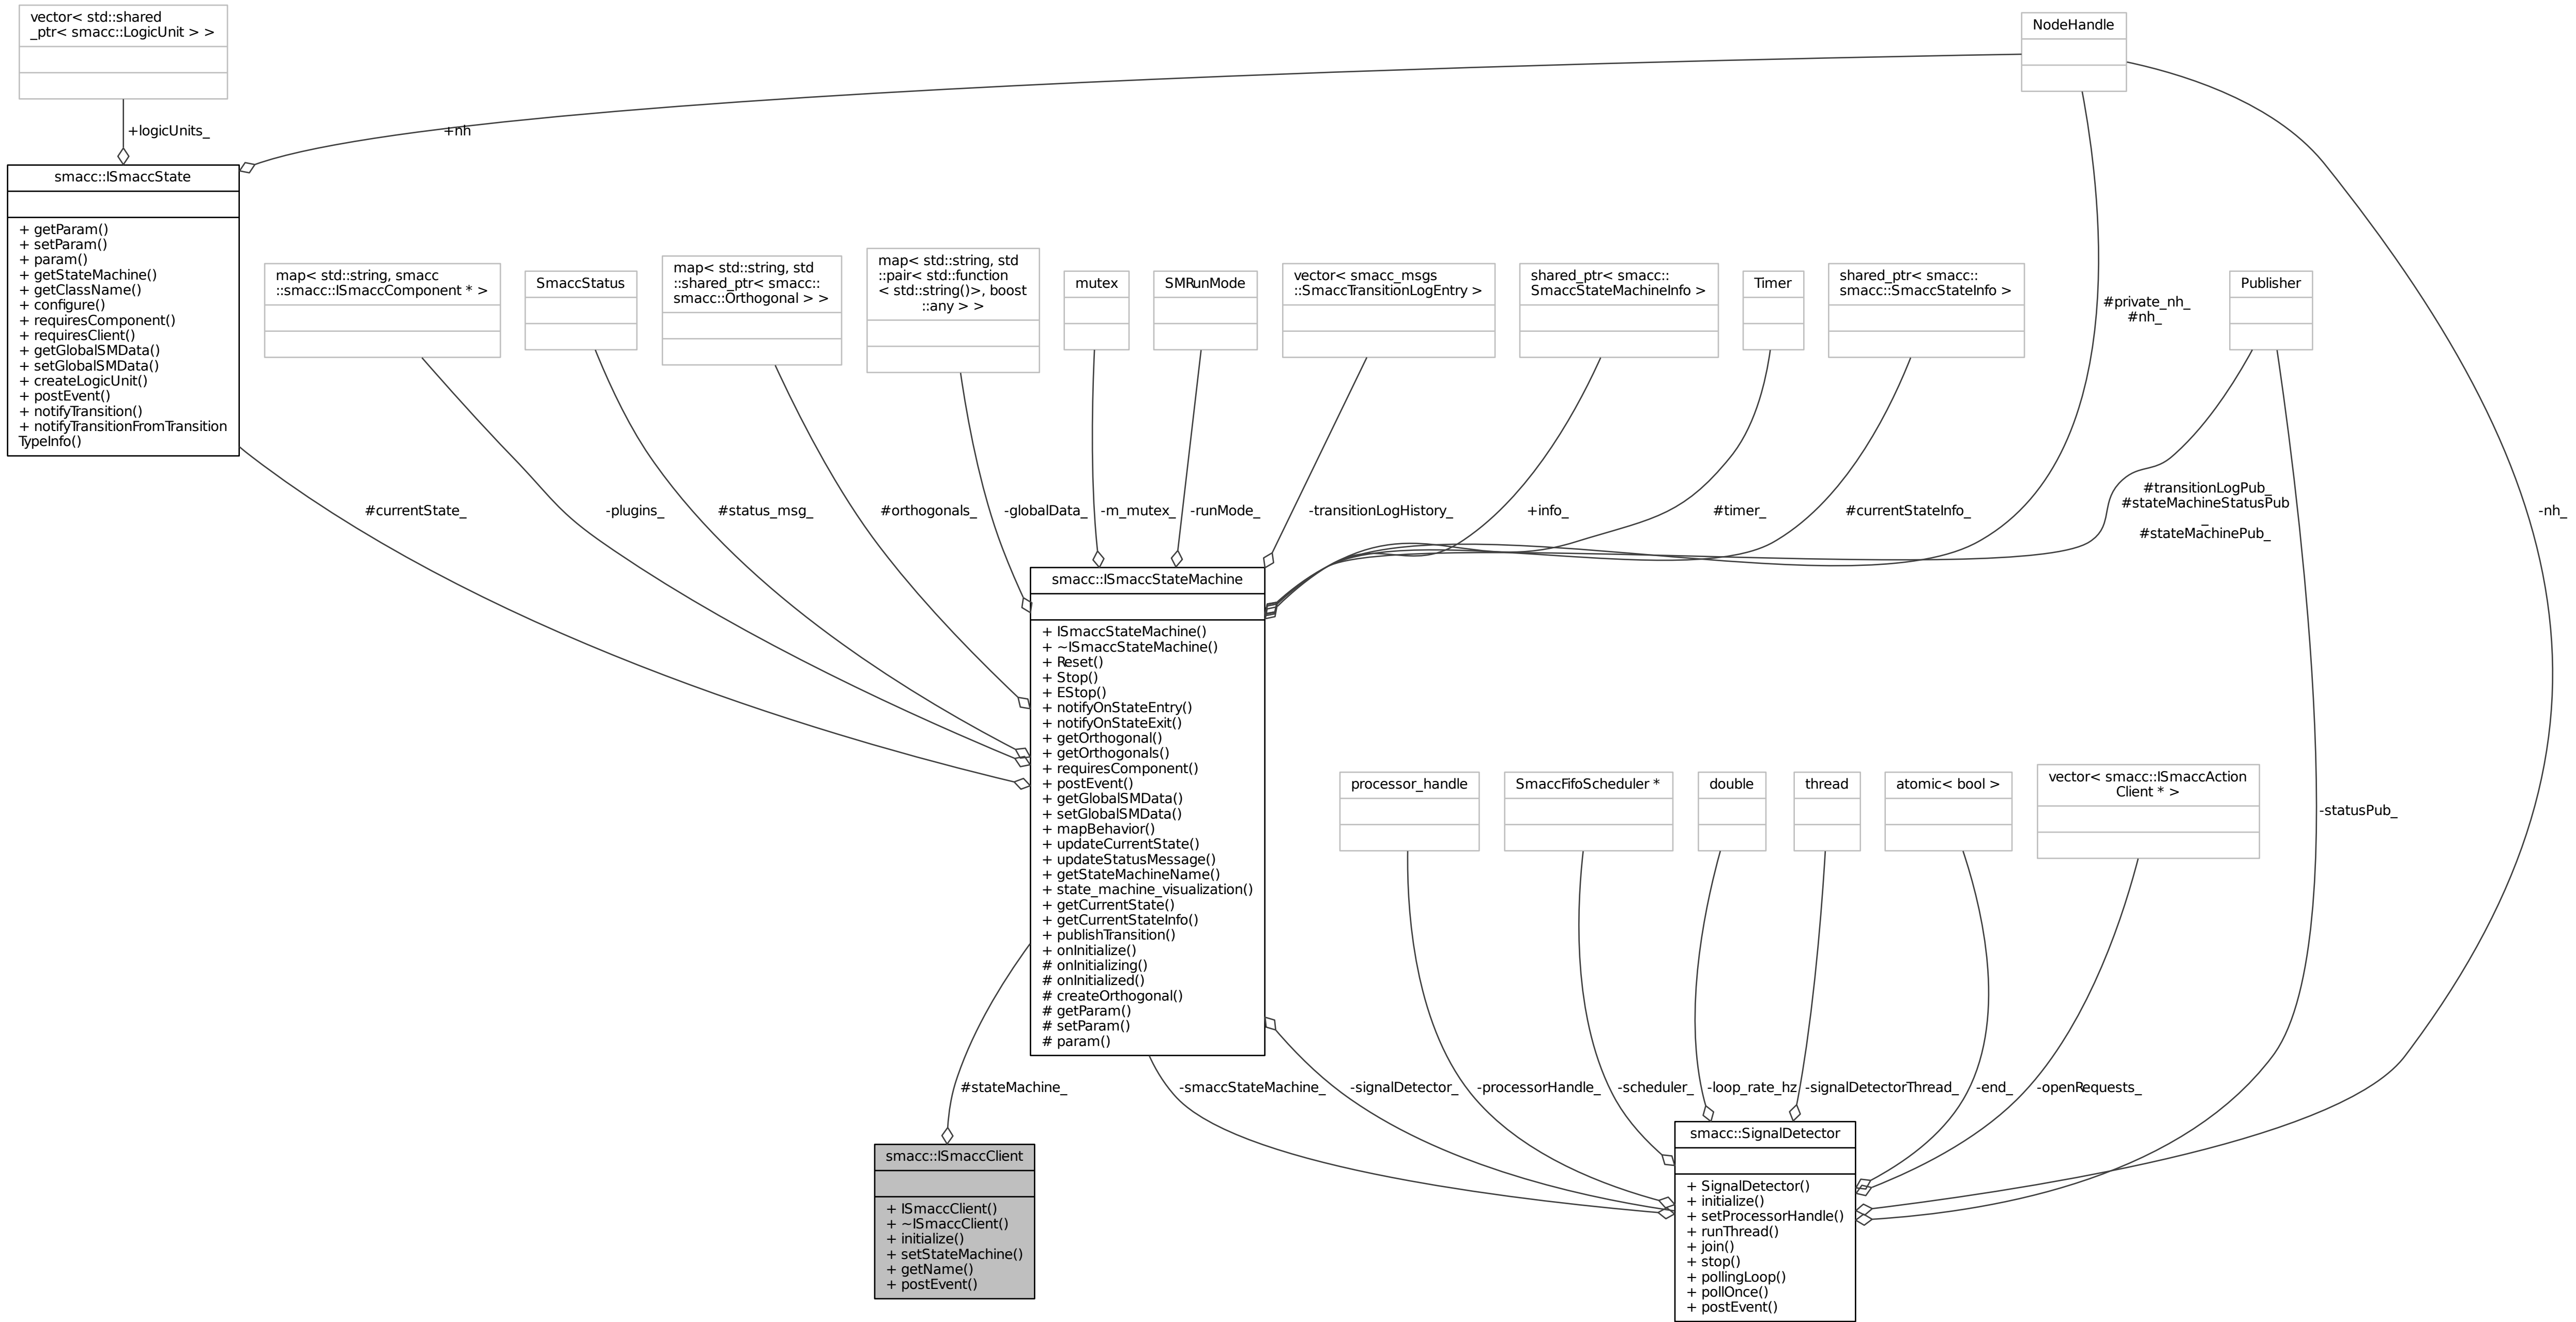 vector< std::shared
_ptr< smacc::LogicUnit > >
NodeHandle
+logicUnits_
+nh
smacc::ISmaccState
+ getParam()
+ setParam()
+ param()
+ getStateMachine()
+ getClassName()
+ configure()
+ requiresComponent()
+ requiresClient()
+ getGlobalSMData()
+ setGlobalSMData()
+ createLogicUnit()
+ postEvent()
+ notifyTransition()
+ notifyTransitionFromTransition
TypeInfo()
map< std::string, smacc
::smacc::ISmaccComponent * >
SmaccStatus
map< std::string, std
::shared_ptr< smacc::
smacc::Orthogonal > >
map< std::string, std
::pair< std::function
< std::string()>, boost
::any > >
mutex
SMRunMode
vector< smacc_msgs
::SmaccTransitionLogEntry >
shared_ptr< smacc::
SmaccStateMachineInfo >
Timer
shared_ptr< smacc::
smacc::SmaccStateInfo >
#private_nh_
#nh_
Publisher
#currentState_
-plugins_
#status_msg_
#orthogonals_
-globalData_
-m_mutex_
-runMode_
-transitionLogHistory_
+info_
#timer_
#currentStateInfo_
#transitionLogPub_
#stateMachineStatusPub
_
#stateMachinePub_
-nh_
smacc::ISmaccStateMachine
+ ISmaccStateMachine()
+ ~ISmaccStateMachine()
+ Reset()
+ Stop()
+ EStop()
+ notifyOnStateEntry()
+ notifyOnStateExit()
+ getOrthogonal()
+ getOrthogonals()
+ requiresComponent()
+ postEvent()
+ getGlobalSMData()
+ setGlobalSMData()
+ mapBehavior()
+ updateCurrentState()
+ updateStatusMessage()
+ getStateMachineName()
+ state_machine_visualization()
+ getCurrentState()
+ getCurrentStateInfo()
+ publishTransition()
+ onInitialize()
# onInitializing()
# onInitialized()
# createOrthogonal()
# getParam()
# setParam()
# param()
processor_handle
SmaccFifoScheduler *
double
thread
atomic< bool >
vector< smacc::ISmaccAction
Client * >
-statusPub_
#stateMachine_
-smaccStateMachine_
-signalDetector_
-processorHandle_
-scheduler_
-loop_rate_hz
-signalDetectorThread_
-end_
-openRequests_
smacc::ISmaccClient
+ ISmaccClient()
+ ~ISmaccClient()
+ initialize()
+ setStateMachine()
+ getName()
+ postEvent()
smacc::SignalDetector
+ SignalDetector()
+ initialize()
+ setProcessorHandle()
+ runThread()
+ join()
+ stop()
+ pollingLoop()
+ pollOnce()
+ postEvent()